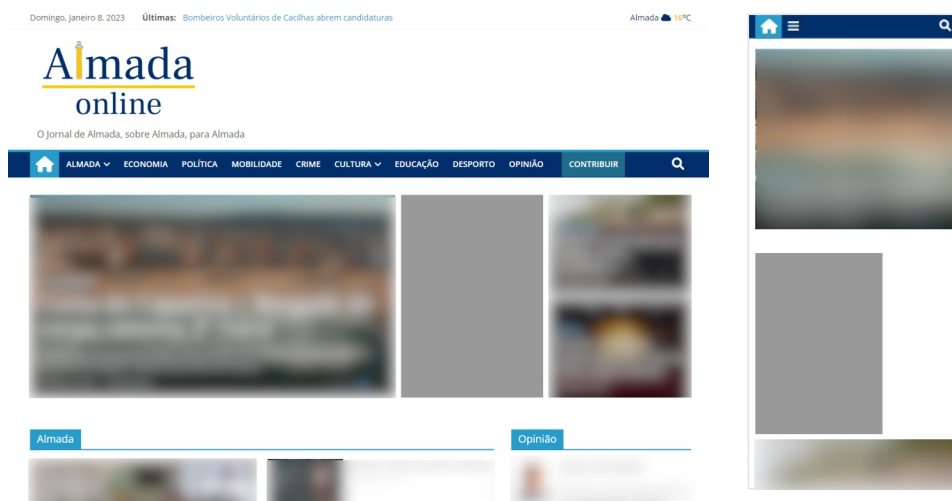 Domingo, Janeiro 8, 2023 Últimas: Bombeiros Voluntários de Cacilhas abrem candidaturas Almada 16°C
Almada
online
O Jornal de Almada, sobre Almada, para Almada
ALMADA ECONOMIA POLÍTICA MOBILIDADE CRIME CULTURA EDUCAÇÃO DESPORTO OPINIÃO CONTRIBUIR
Almada Opinião